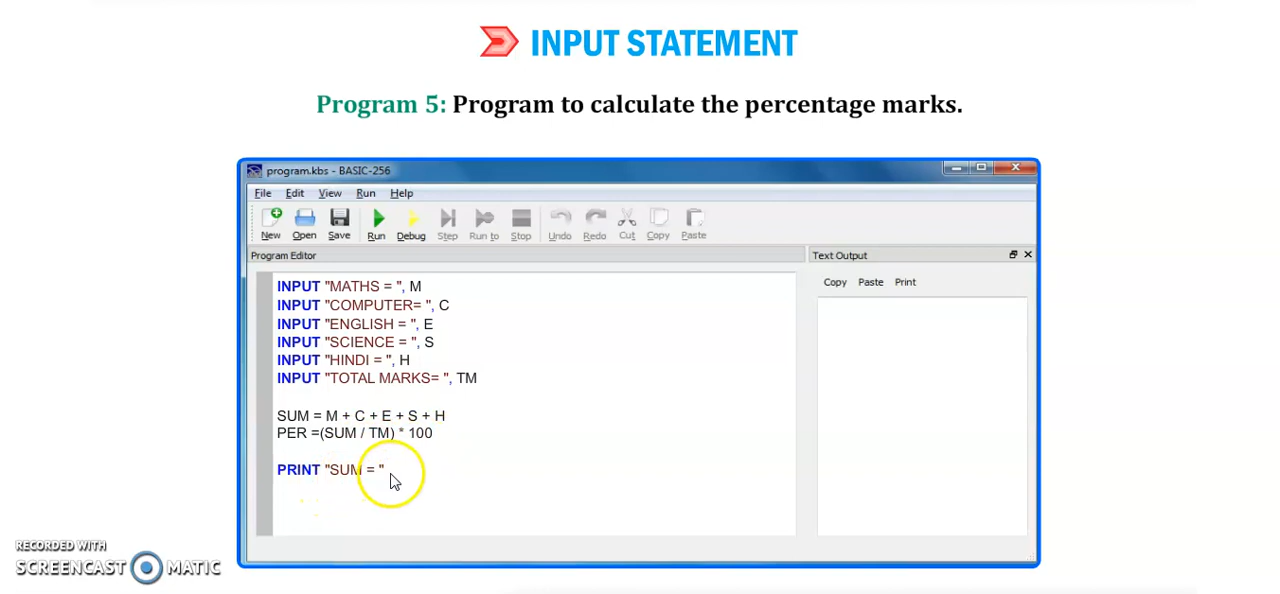 INPUT STATEMENT
Program 5: Program to calculate the percentage marks.
program.kbs - BASIC-256
File Edit View Run Help
New Open Save Run Debug Step Run to Stop Undo Redo Cut Copy Paste
Program Editor
Text Output
Copy Paste Print
INPUT "MATHS = ", M
INPUT "COMPUTER= ", C
INPUT "ENGLISH = ", E
INPUT "SCIENCE = ", S
INPUT "HINDI = ", H
INPUT "TOTAL MARKS= ", TM
SUM = M + C + E + S + H
PER =(SUM / TM) * 100
PRINT "SUM = "
RECORDED WITH
SCREENCAST MATIC